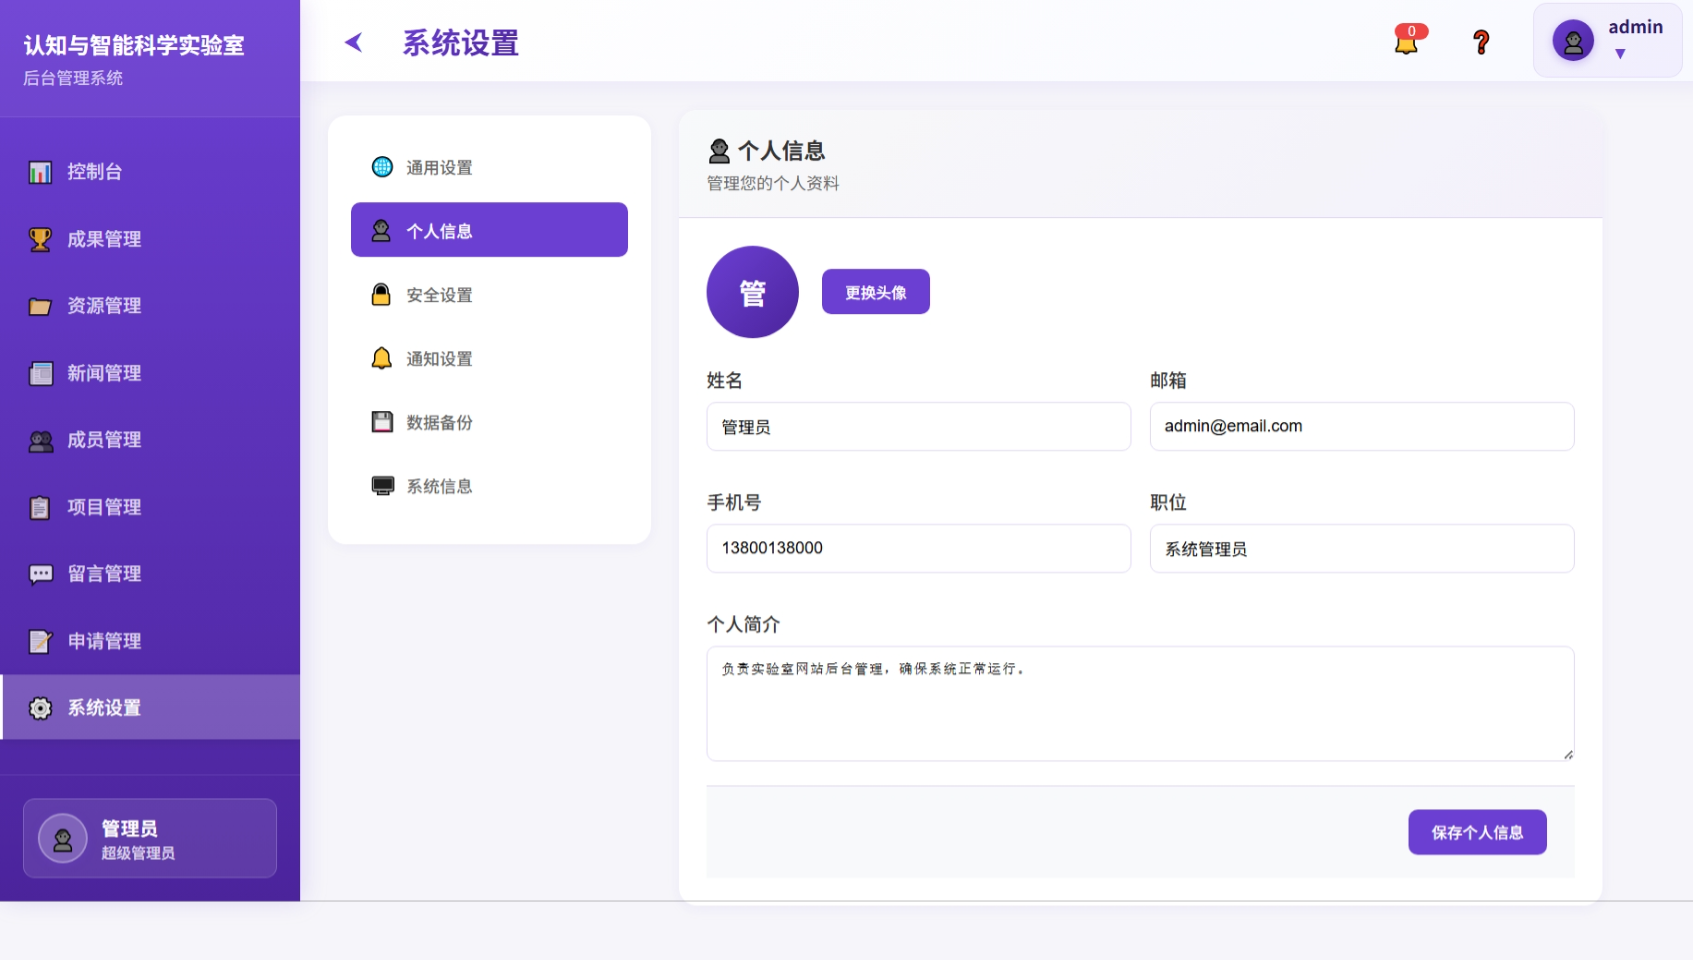 认知与智能科学实验室
后台管理系统
控制台
成果管理
资源管理
新闻管理
成员管理
项目管理
留言管理
申请管理
系统设置
管理员
超级管理员
系统设置
0
admin
通用设置
个人信息
安全设置
通知设置
数据备份
系统信息
个人信息
管理您的个人资料
管
更换头像
姓名
管理员
邮箱
admin@email.com
手机号
13800138000
职位
系统管理员
个人简介
负责实验室网站后台管理，确保系统正常运行。
保存个人信息